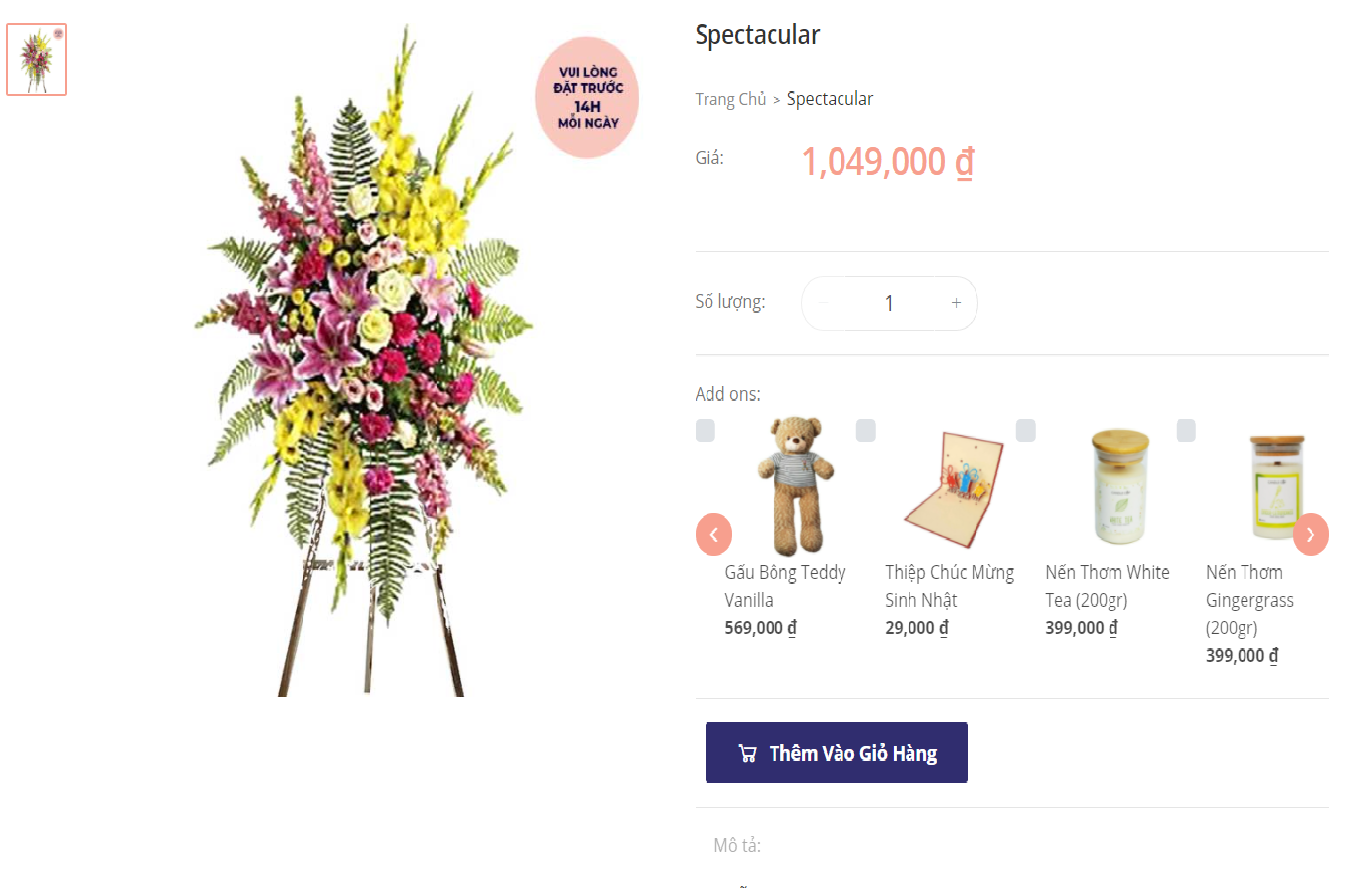 VUI LÒNG
ĐẶT TRƯỚC
14H
MỖI NGÀY
Spectacular
Trang Chủ > Spectacular
Giá: 1,049,000 ₫
Số lượng: − 1 +
Add ons:
Gấu Bông Teddy
Vanilla
569,000 ₫
Thiệp Chúc Mừng
Sinh Nhật
29,000 ₫
Nến Thơm White
Tea (200gr)
399,000 ₫
Nến Thơm
Gingergrass
(200gr)
399,000 ₫
Thêm Vào Giỏ Hàng
Mô tả: